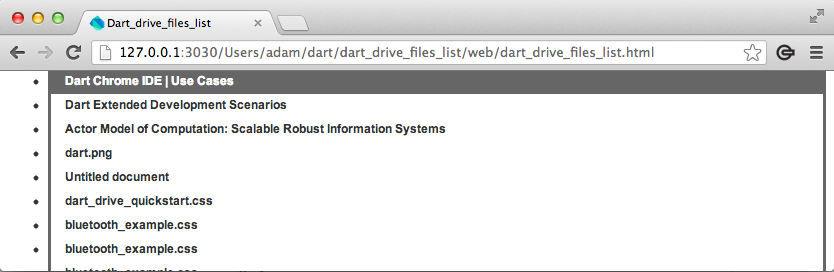 Dart_drive_files_list
127.0.0.1:3030/Users/adam/dart/dart_drive_files_list/web/dart_drive_files_list.html
Dart Chrome IDE | Use Cases
Dart Extended Development Scenarios
Actor Model of Computation: Scalable Robust Information Systems
dart.png
Untitled document
dart_drive_quickstart.css
bluetooth_example.css
bluetooth_example.css